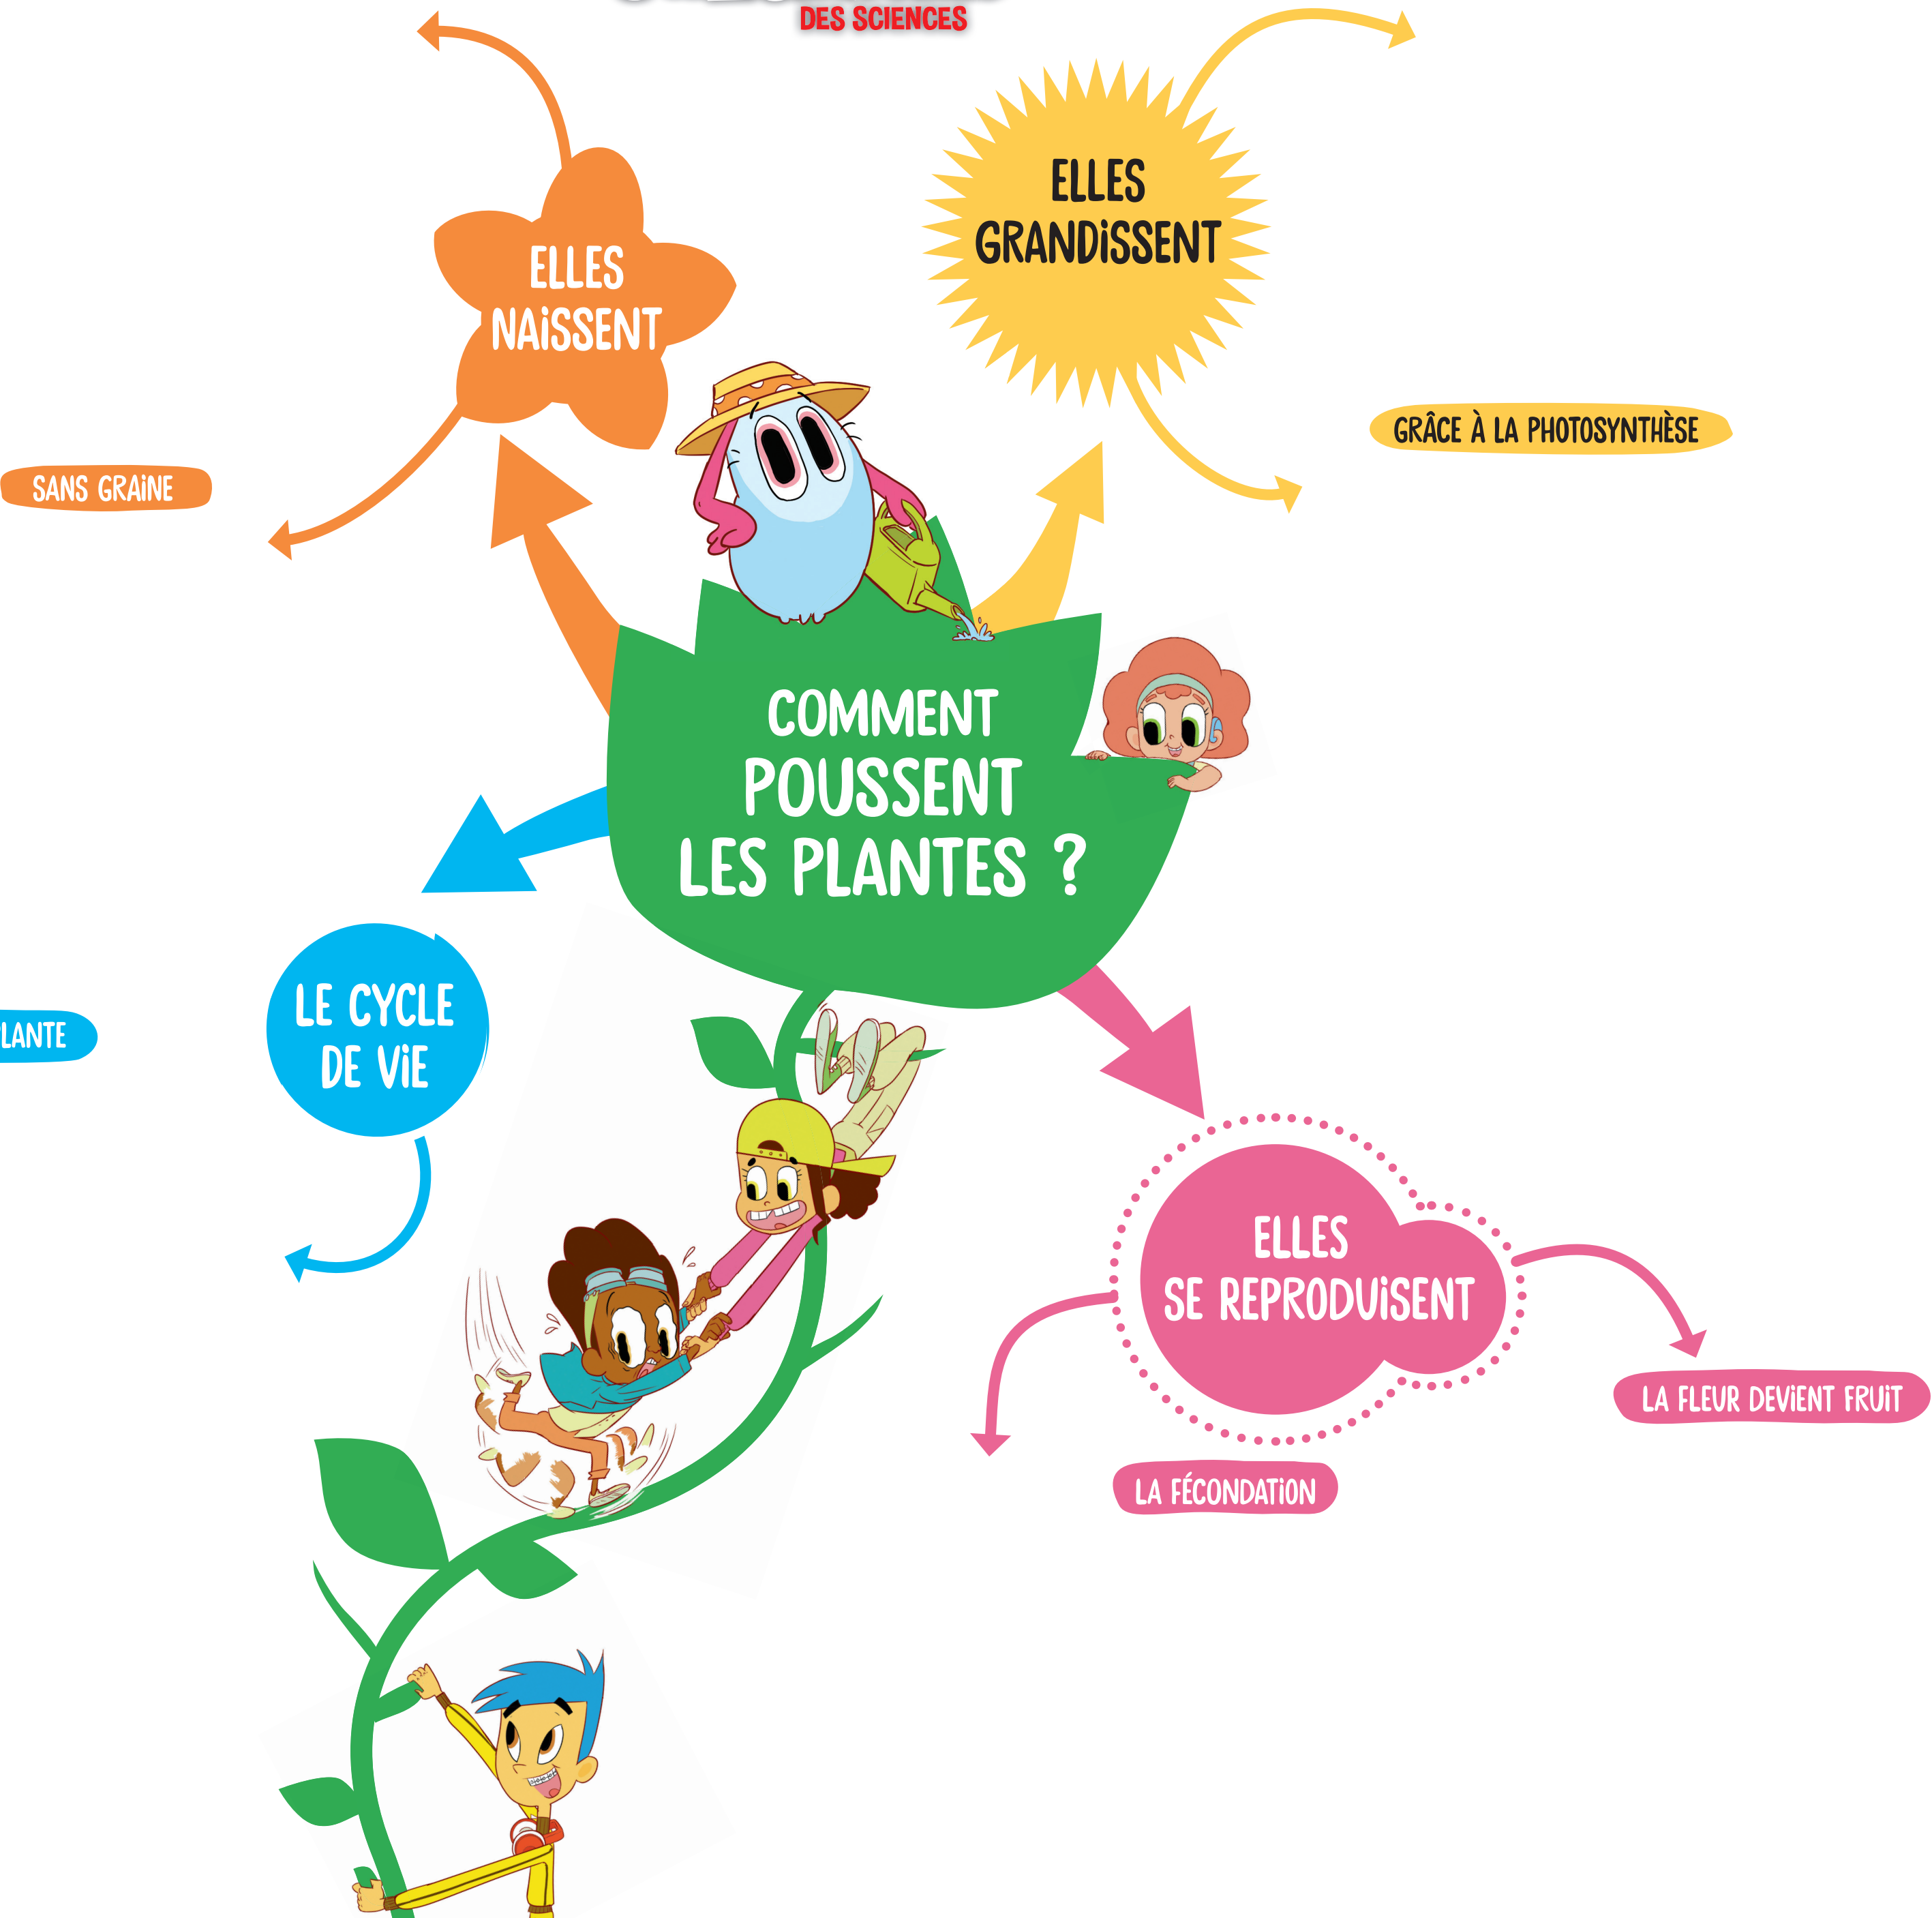 DES SCIENCES
ELLES
GRANDiSSENT
ELLES
NAiSSENT
GRÂCE À LA PHOTOSYNTHÈSE
SANS GRAiNE
COMMENT
POUSSENT
LES PLANTES ?
LE CYCLE
DE ViE
ELLES
SE REPRODUiSENT
LA FLEUR DEViENT FRUiT
LA FÉCONDATiON